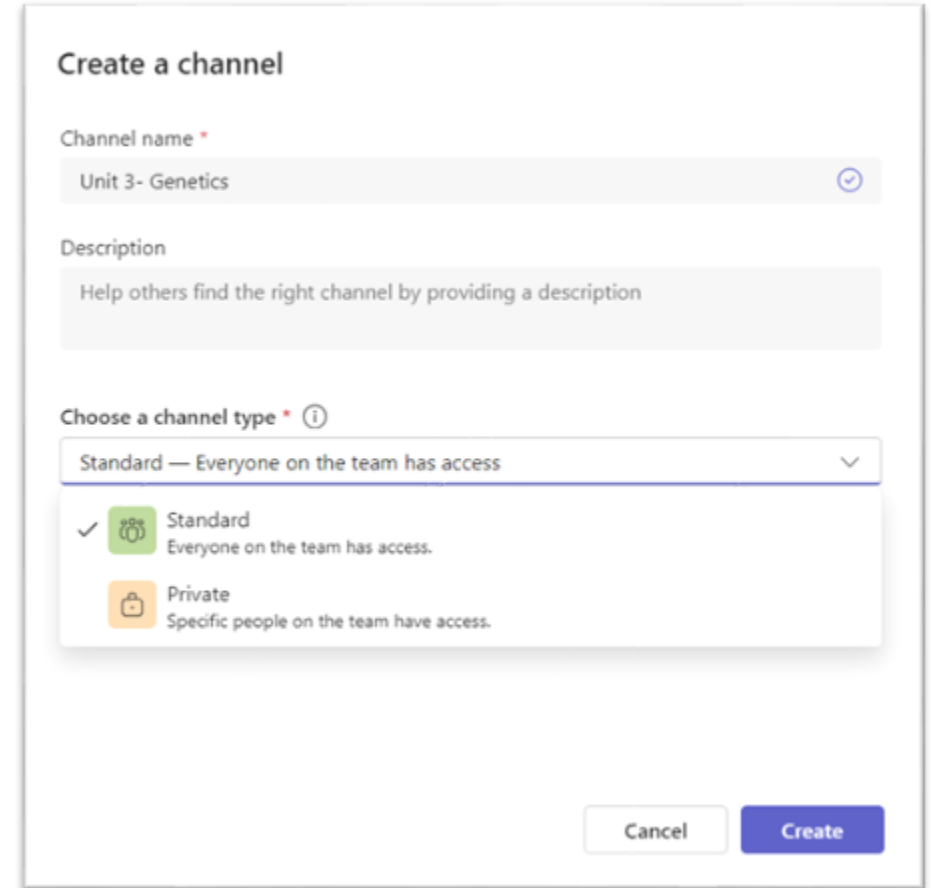 Create a channel
Channel name *
Unit 3- Genetics
Description
Help others find the right channel by providing a description
Choose a channel type *
Standard — Everyone on the team has access
Standard
Everyone on the team has access.
Private
Specific people on the team have access.
Cancel
Create